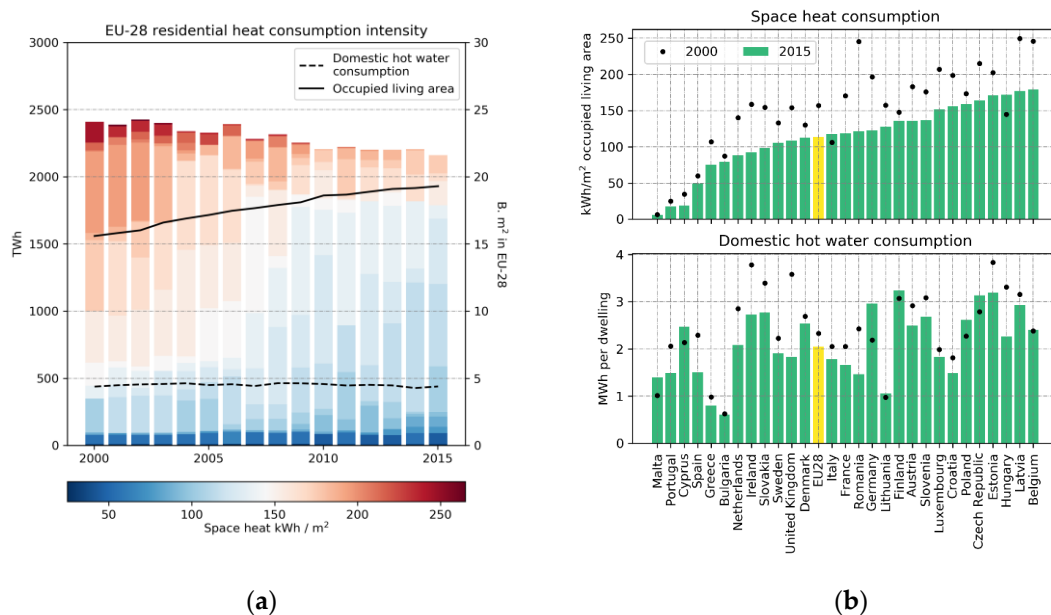 EU-28 residential heat consumption intensity
3000
2500
2000
1500
1000
500
0
TWh
30
25
20
15
10
5
0
B. m² in EU-28
Domestic hot water
consumption
Occupied living area
2000
2005
2010
2015
50
100
150
200
250
Space heat kWh / m²
(a)
Space heat consumption
250
200
150
100
50
0
kWh/m² occupied living area
2000
2015
Domestic hot water consumption
4
3
2
1
0
MWh per dwelling
Malta
Portugal
Cyprus
Spain
Greece
Bulgaria
Netherlands
Ireland
Slovakia
Sweden
United Kingdom
Denmark
EU28
Italy
France
Romania
Germany
Lithuania
Finland
Austria
Slovenia
Luxembourg
Croatia
Poland
Czech Republic
Estonia
Hungary
Latvia
Belgium
(b)